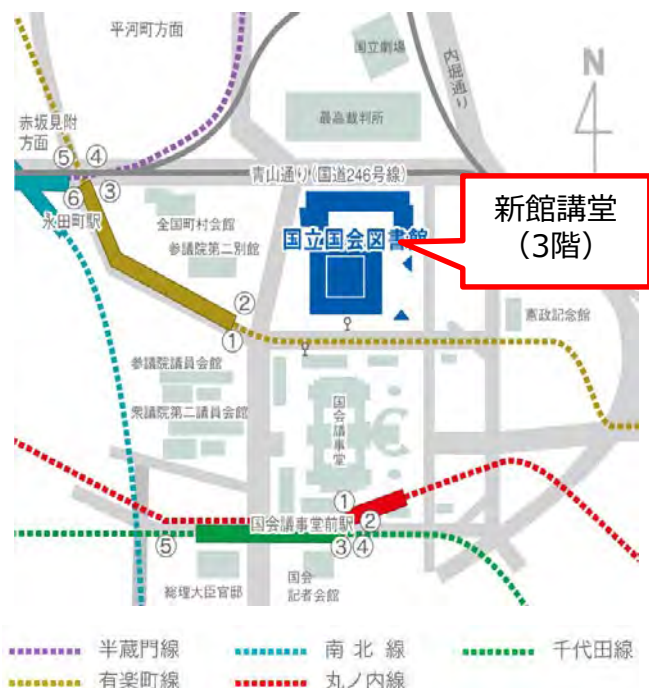 平河町方面
国立劇場
内堀通り
N
最高裁判所
赤坂見附
方面
⑤
④
青山通り(国道246号線)
⑥
③
永田町駅
全国町村会館
参議院第二別館
国立国会図書館
新館講堂
(3階)
②
①
憲政記念館
参議院議員会館
衆議院第二議員会館
国会議事堂
①
国会議事堂前駅
②
⑤
③④
総理大臣官邸
国会
記者会館
半蔵門線
南北線
千代田線
有楽町線
丸ノ内線